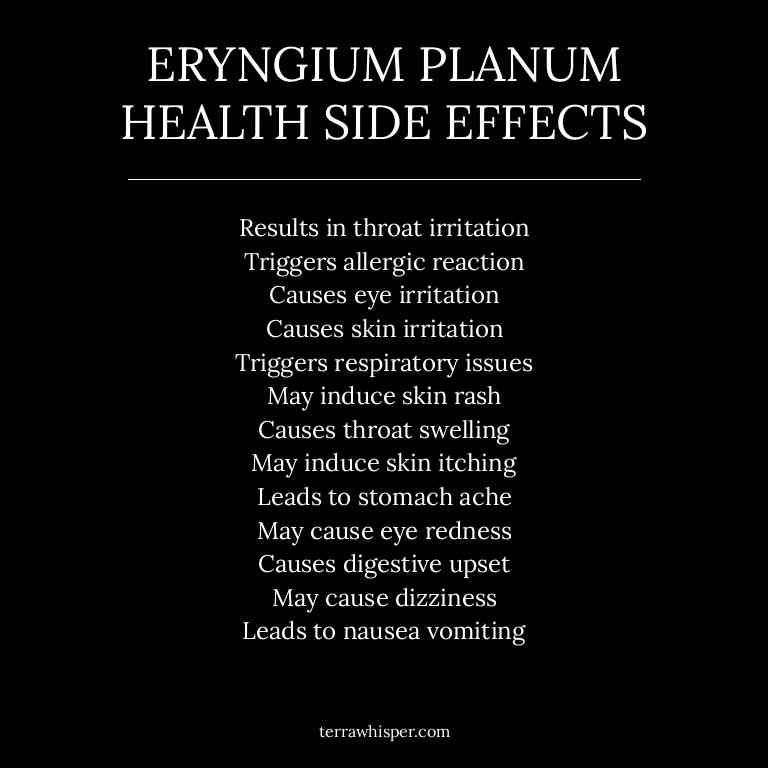 ERYNGIUM PLANUM
HEALTH SIDE EFFECTS
Results in throat irritation
Triggers allergic reaction
Causes eye irritation
Causes skin irritation
Triggers respiratory issues
May induce skin rash
Causes throat swelling
May induce skin itching
Leads to stomach ache
May cause eye redness
Causes digestive upset
May cause dizziness
Leads to nausea vomiting
terrawhisper.com